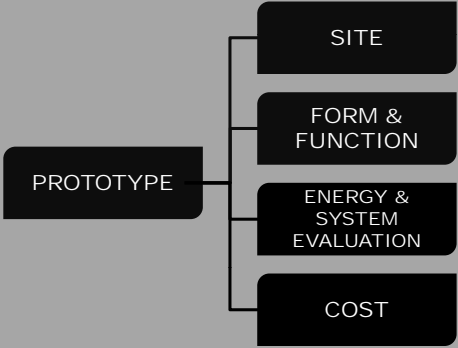 SITE
FORM &
FUNCTION
PROTOTYPE
ENERGY &
SYSTEM
EVALUATION
COST